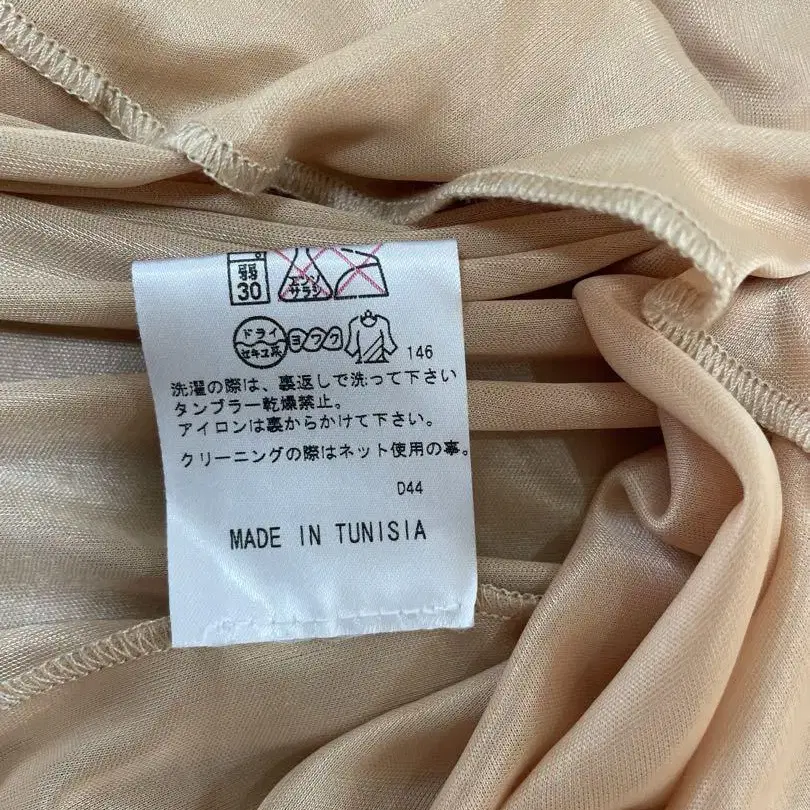 弱
30
エンソ
サラシ
ドライ
セキユ系
ヨワク
146
洗濯の際は、裏返しで洗って下さい
タンブラー乾燥禁止。
アイロンは裏からかけて下さい。
クリーニングの際はネット使用の事。
D44
MADE IN TUNISIA